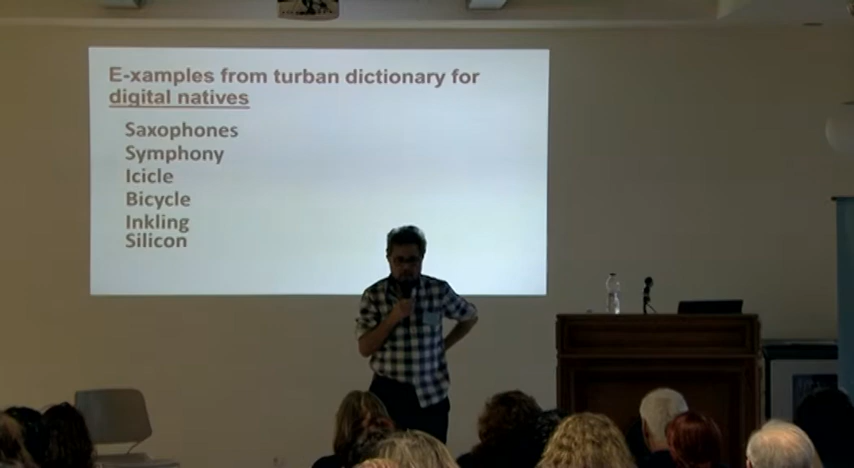 E-xamples from turban dictionary for
digital natives
Saxophones
Symphony
Icicle
Bicycle
Inkling
Silicon